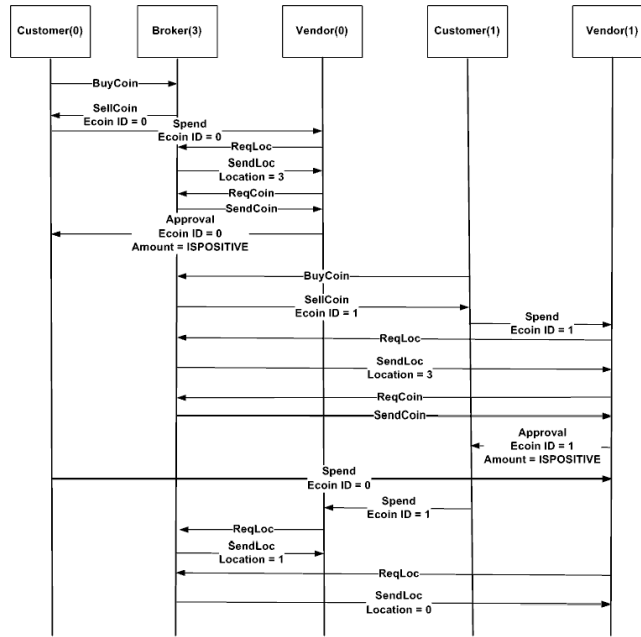 Customer(0)
Broker(3)
Vendor(0)
Customer(1)
Vendor(1)
BuyCoin
SellCoin
Ecoin ID = 0
Spend
Ecoin ID = 0
ReqLoc
SendLoc
Location = 3
ReqCoin
SendCoin
Approval
Ecoin ID = 0
Amount = ISPOSITIVE
BuyCoin
SellCoin
Ecoin ID = 1
Spend
Ecoin ID = 1
ReqLoc
SendLoc
Location = 3
ReqCoin
SendCoin
Approval
Ecoin ID = 1
Amount = ISPOSITIVE
Spend
Ecoin ID = 0
Spend
Ecoin ID = 1
ReqLoc
SendLoc
Location = 1
ReqLoc
SendLoc
Location = 0